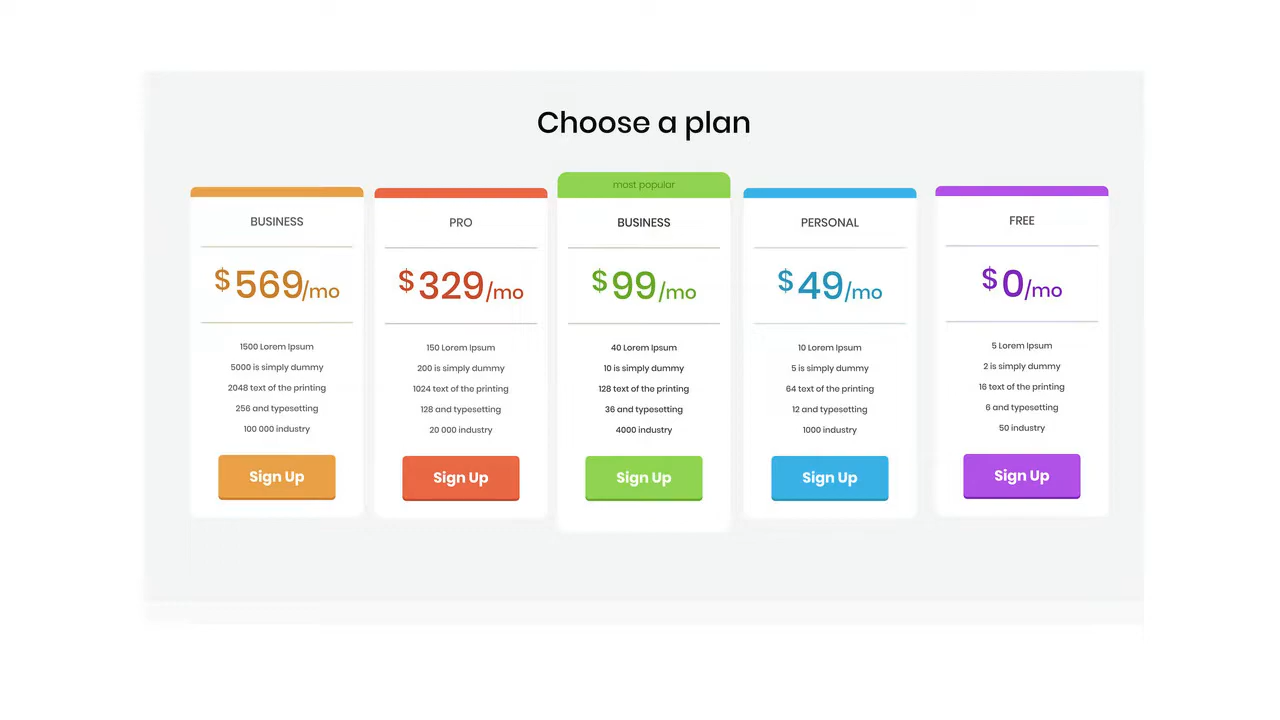 Choose a plan
BUSINESS
$569/mo
1500 Lorem Ipsum
5000 is simply dummy
2048 text of the printing
256 and typesetting
100 000 industry
Sign Up
PRO
$329/mo
150 Lorem Ipsum
200 is simply dummy
1024 text of the printing
128 and typesetting
20 000 industry
Sign Up
most popular
BUSINESS
$99/mo
40 Lorem Ipsum
10 is simply dummy
128 text of the printing
36 and typesetting
4000 industry
Sign Up
PERSONAL
$49/mo
10 Lorem Ipsum
5 is simply dummy
64 text of the printing
12 and typesetting
1000 industry
Sign Up
FREE
$0/mo
5 Lorem Ipsum
2 is simply dummy
16 text of the printing
6 and typesetting
50 industry
Sign Up